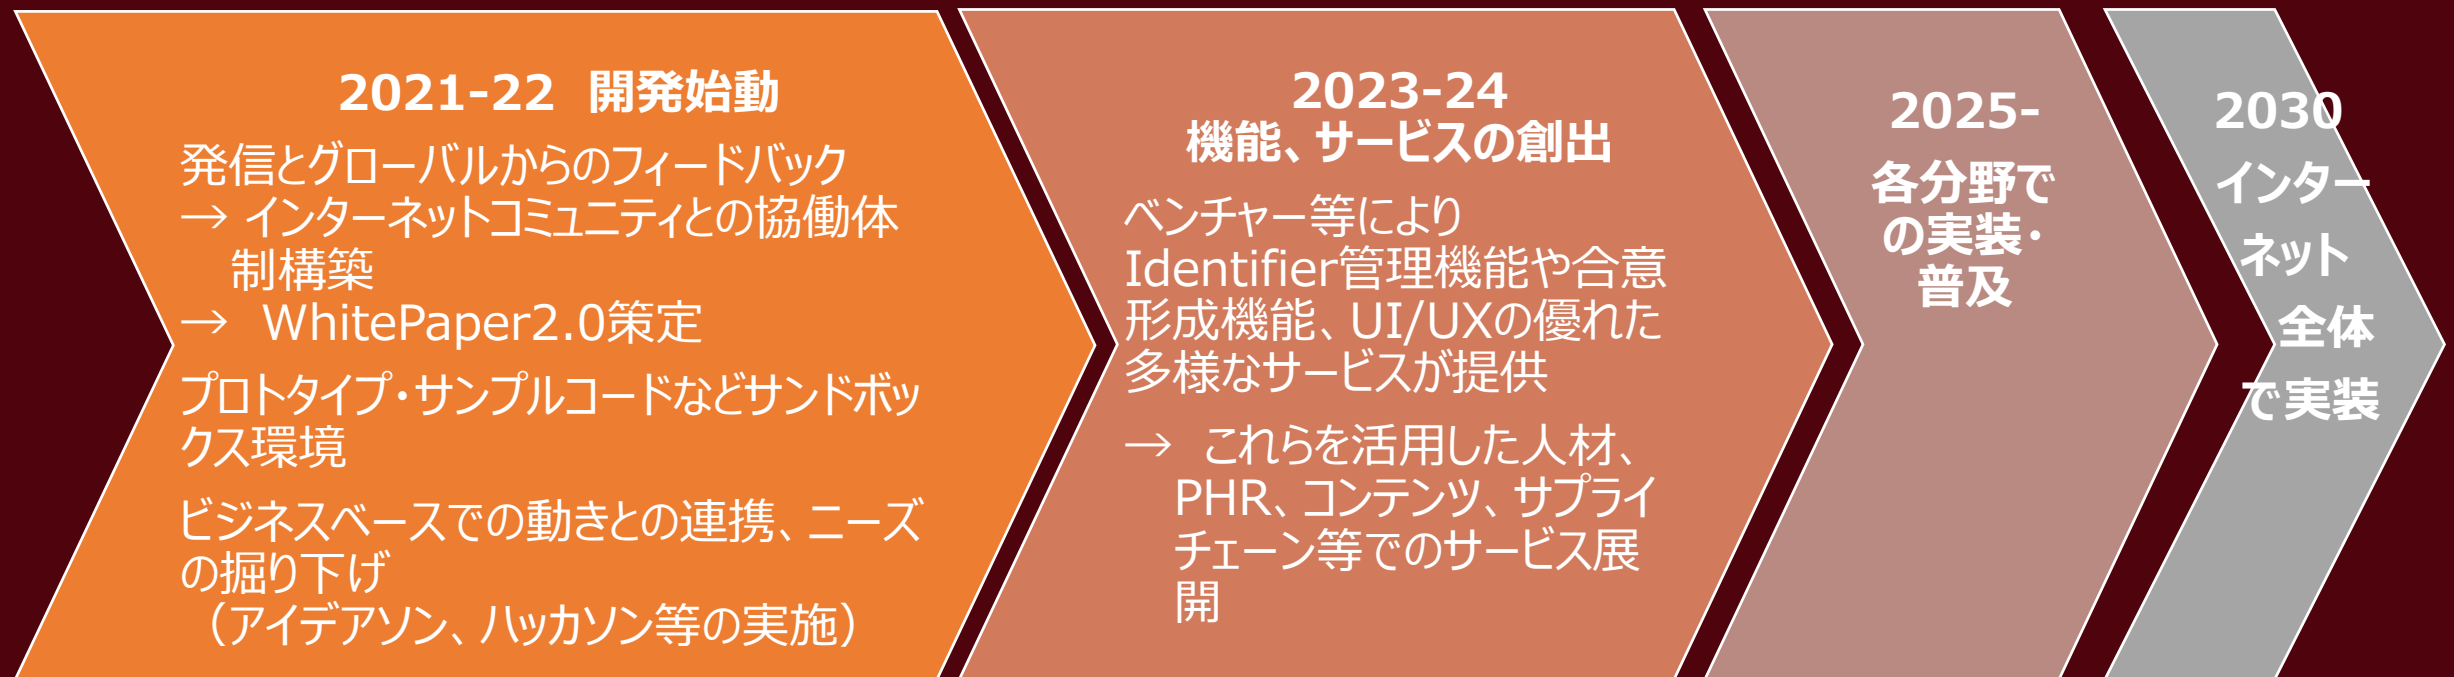 2021-22 開発始動
発信とグローバルからのフィードバック
→ インターネットコミュニティとの協働体
制構築
→ WhitePaper2.0策定
プロトタイプ・サンプルコードなどサンドボッ
クス環境
ビジネスベースでの動きとの連携、ニーズ
の掘り下げ
（アイデアソン、ハッカソン等の実施）
2023-24
機能、サービスの創出
ベンチャー等により
Identifier管理機能や合意
形成機能、UI/UXの優れた
多様なサービスが提供
→ これらを活用した人材、
PHR、コンテンツ、サプライ
チェーン等でのサービス展
開
2025-
各分野で
の実装・
普及
2030
インター
ネット
全体
で実装